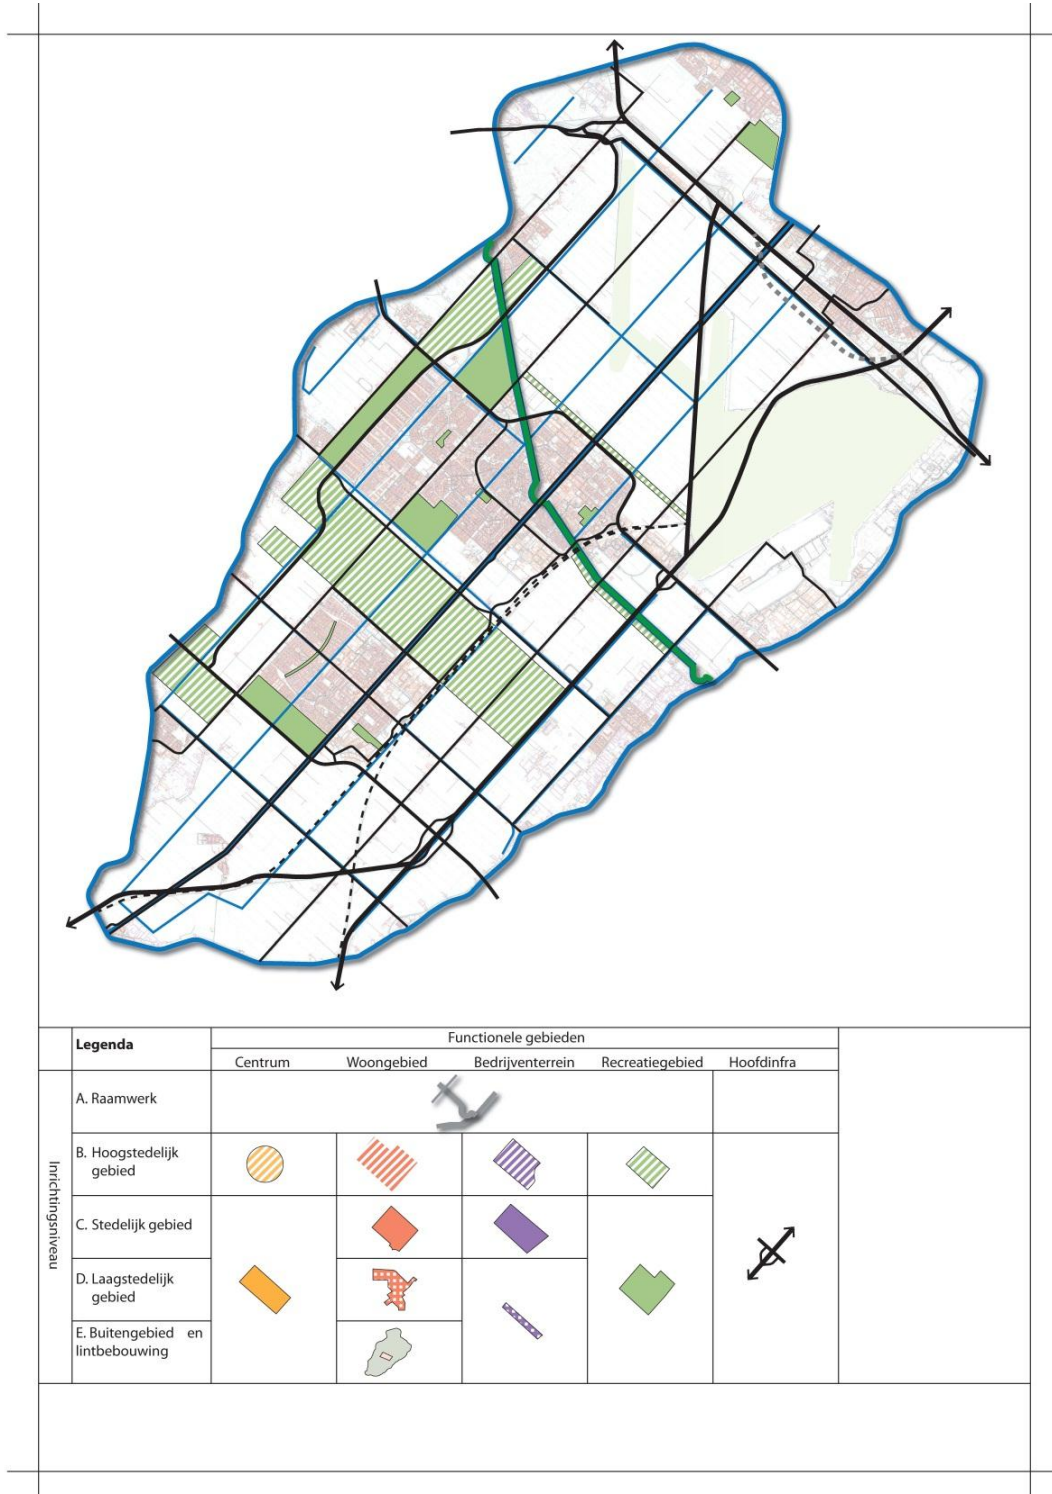 Legenda
Functionele gebieden
Centrum
Woongebied
Bedrijventerrein
Recreatiegebied
Hoofdinfra
Inrichtingsniveau
A. Raamwerk
B. Hoogstedelijk
gebied
C. Stedelijk gebied
D. Laagstedelijk
gebied
E. Buitengebied en
lintbebouwing